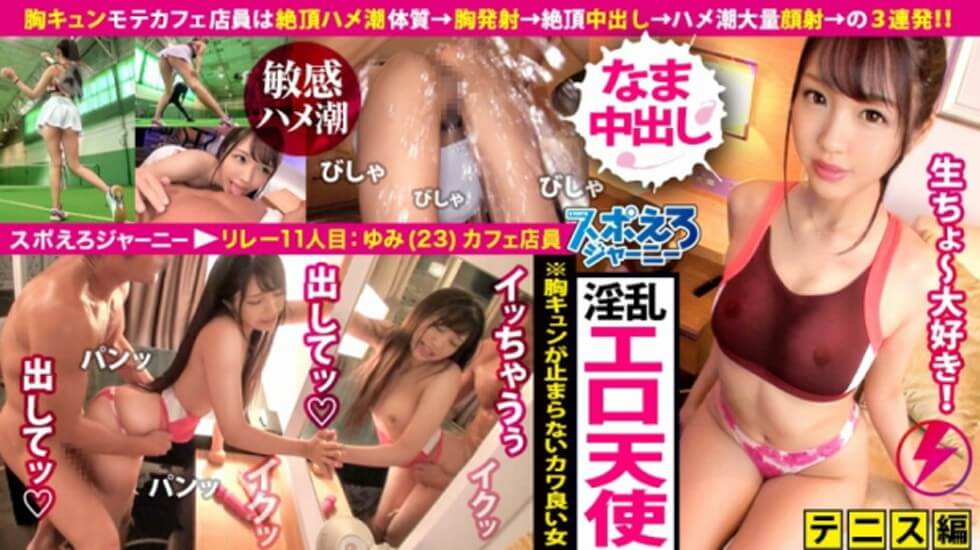 胸キュンモテカフェ店員は絶頂ハメ潮体質→胸発射→絶頂中出し→ハメ潮大量顔射→の3連発!!
敏感
ハメ潮
びしゃ
びしゃ
びしゃ
なま
中出し
生ちょ～大好き!
スポえろジャーニー▶リレー11人目:ゆみ(23)カフェ店員
スポえろ
ジャーニー
パンッ
出してッ♡
出してッ♡
パンッ
イクッ
イッちゃうぅ
イクッ
※胸キュンが止まらないカワ良い女
淫乱
エロ天使
テニス編